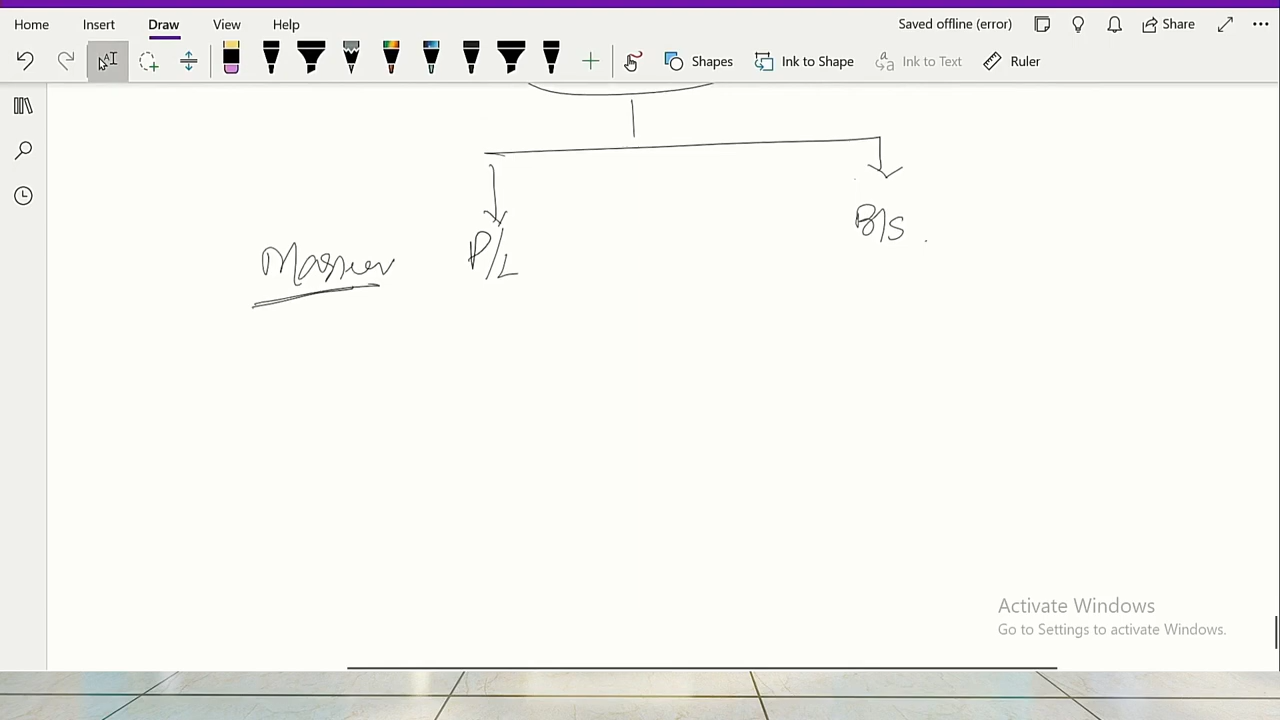 Home Insert Draw View Help Saved offline (error) Share
Shapes Ink to Shape Ink to Text Ruler
P/L
B/S
Activate Windows
Go to Settings to activate Windows.